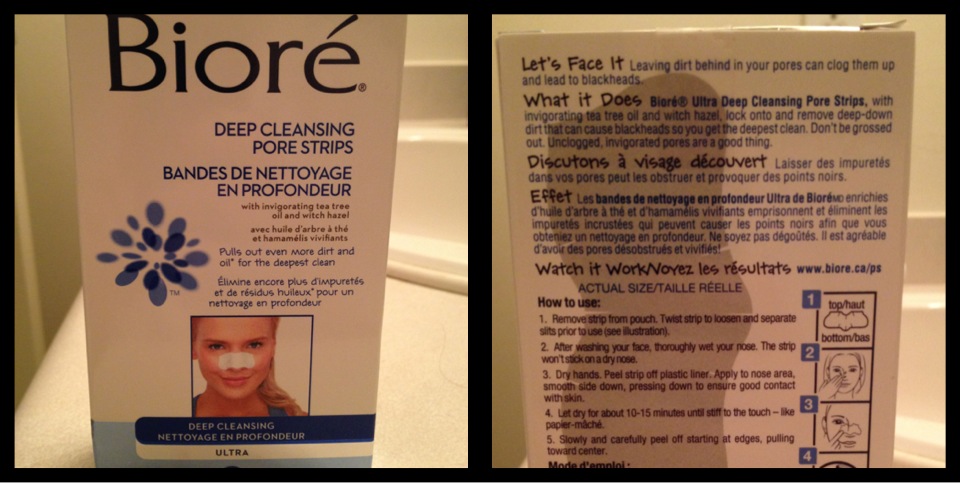 Bioré®
DEEP CLEANSING
PORE STRIPS
BANDES DE NETTOYAGE
EN PROFONDEUR
with invigorating tea tree
oil and witch hazel
avec huile d'arbre à thé
et hamamélis vivifiants
Pulls out even more dirt and
oil* for the deepest clean
Élimine encore plus d'impuretés
et de résidus huileux* pour un
nettoyage en profondeur
TM
DEEP CLEANSING
NETTOYAGE EN PROFONDEUR
ULTRA
Let's Face It Leaving dirt behind in your pores can clog them up
and lead to blackheads.
What it Does Bioré® Ultra Deep Cleansing Pore Strips, with
invigorating tea tree oil and witch hazel, lock onto and remove deep-down
dirt that can cause blackheads so you get the deepest clean. Don't be grossed
out. Unclogged, invigorated pores are a good thing.
Discutons à visage découvert Laisser des impuretés
dans vos pores peut les obstruer et provoquer des points noirs.
Effet Les bandes de nettoyage en profondeur Ultra de BioréMD enrichies
d'huile d'arbre à thé et d'hamamélis vivifiants emprisonnent et éliminent les
impuretés incrustées qui peuvent causer les points noirs afin que vous
obteniez un nettoyage en profondeur. Ne soyez pas dégoûtés. Il est agréable
d'avoir des pores désobstrués et vivifiés!
Watch it Work/Voyez les résultats www.biore.ca/ps
ACTUAL SIZE/TAILLE RÉELLE
How to use:
1. Remove strip from pouch. Twist strip to loosen and separate
slits prior to use (see illustration).
2. After washing your face, thoroughly wet your nose. The strip
won't stick on a dry nose.
3. Dry hands. Peel strip off plastic liner. Apply to nose area,
smooth side down, pressing down to ensure good contact
with skin.
4. Let dry for about 10-15 minutes until stiff to the touch – like
papier-mâché.
5. Slowly and carefully peel off starting at edges, pulling
toward center.
Mode d'emploi :
1
top/haut
bottom/bas
2
3
4